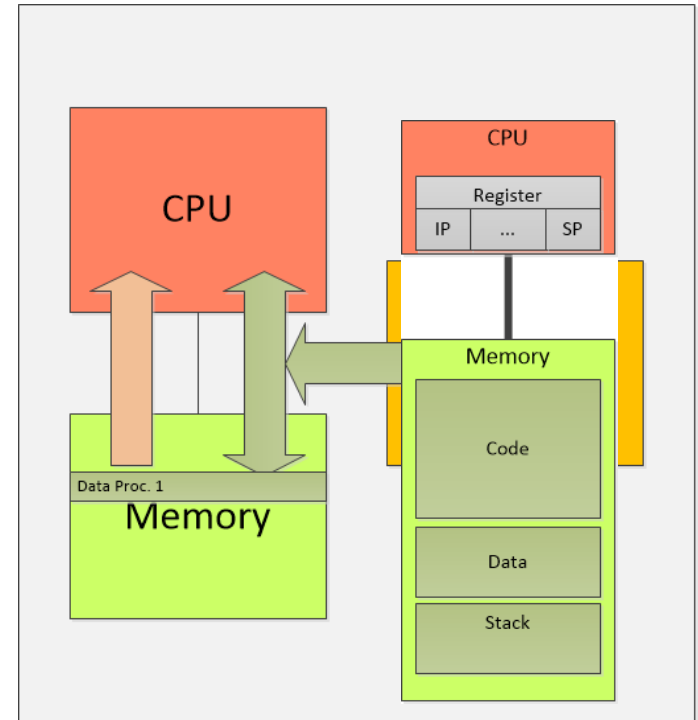 CPU
Data Proc. 1
Memory
CPU
Register
IP ... SP
Memory
Code
Data
Stack